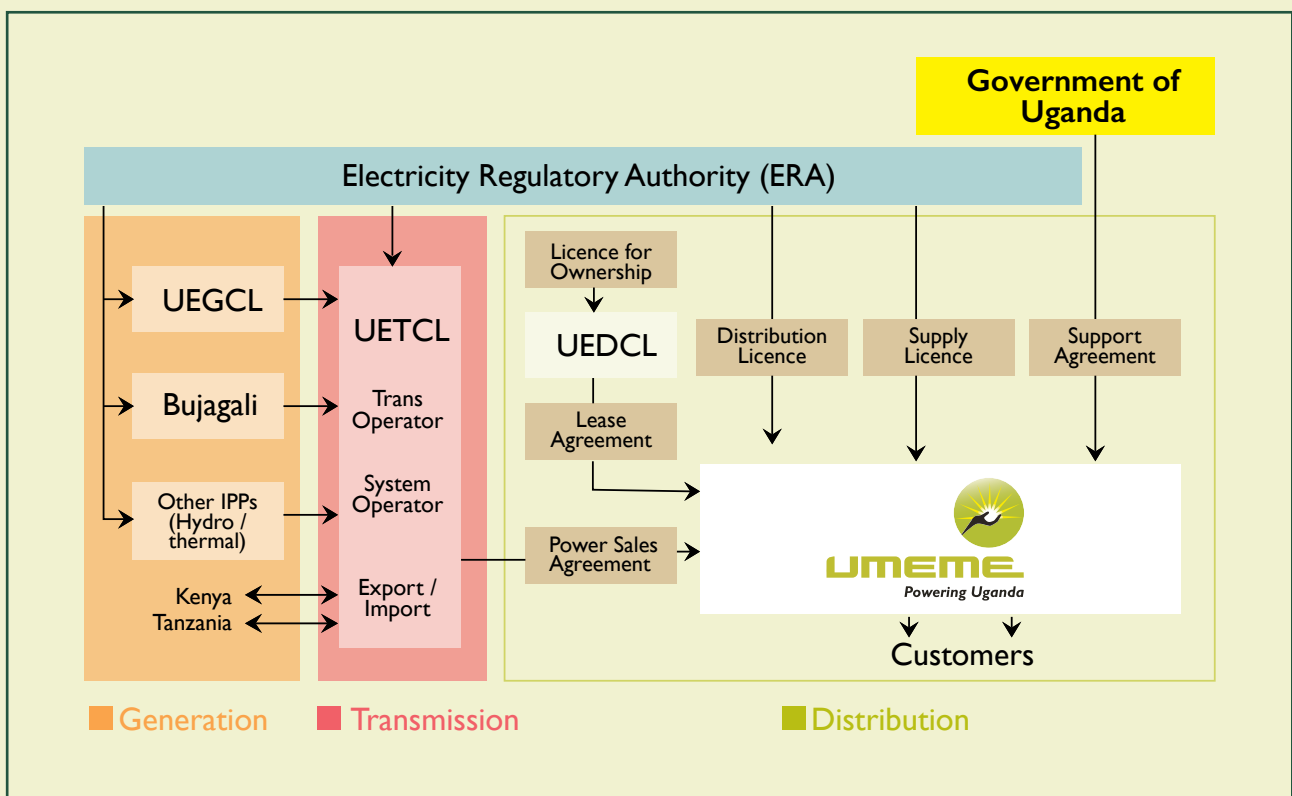 Government of
Uganda
Electricity Regulatory Authority (ERA)
UEGCL
Bujagali
Other IPPs
(Hydro /
thermal)
Kenya
Tanzania
UETCL
Trans
Operator
System
Operator
Export /
Import
Licence for
Ownership
UEDCL
Lease
Agreement
Power Sales
Agreement
Distribution
Licence
Supply
Licence
Support
Agreement
UMEME
Powering Uganda
Customers
Generation
Transmission
Distribution